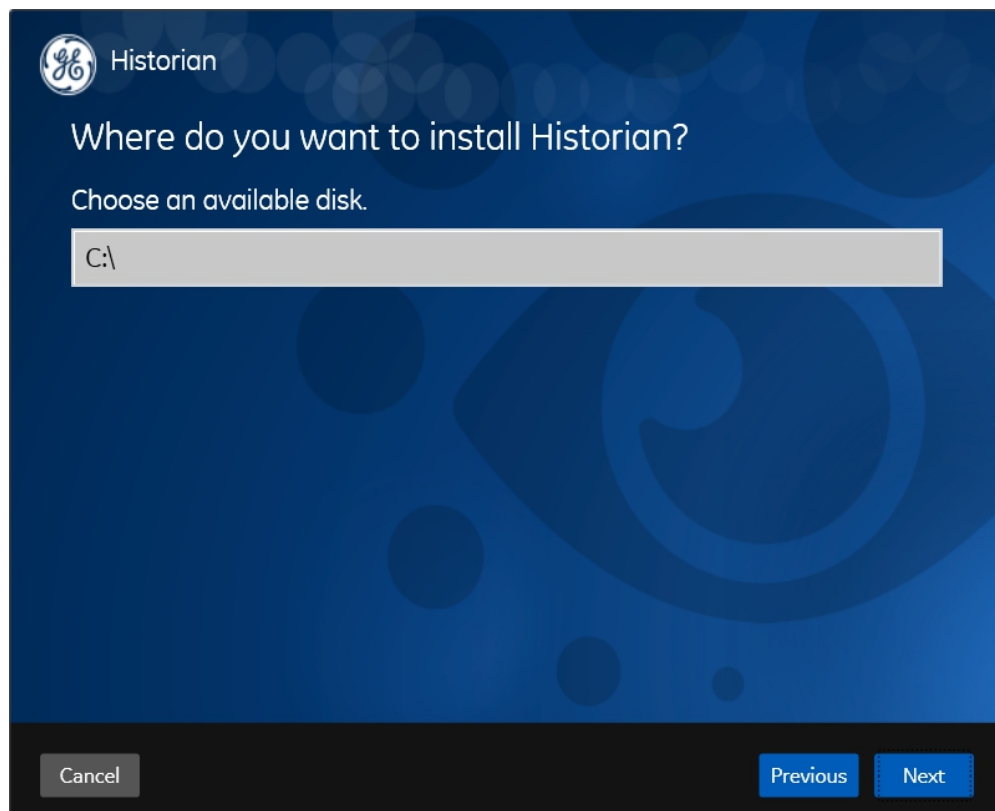 GE
Historian
Where do you want to install Historian?
Choose an available disk.
C:\
Cancel
Previous
Next